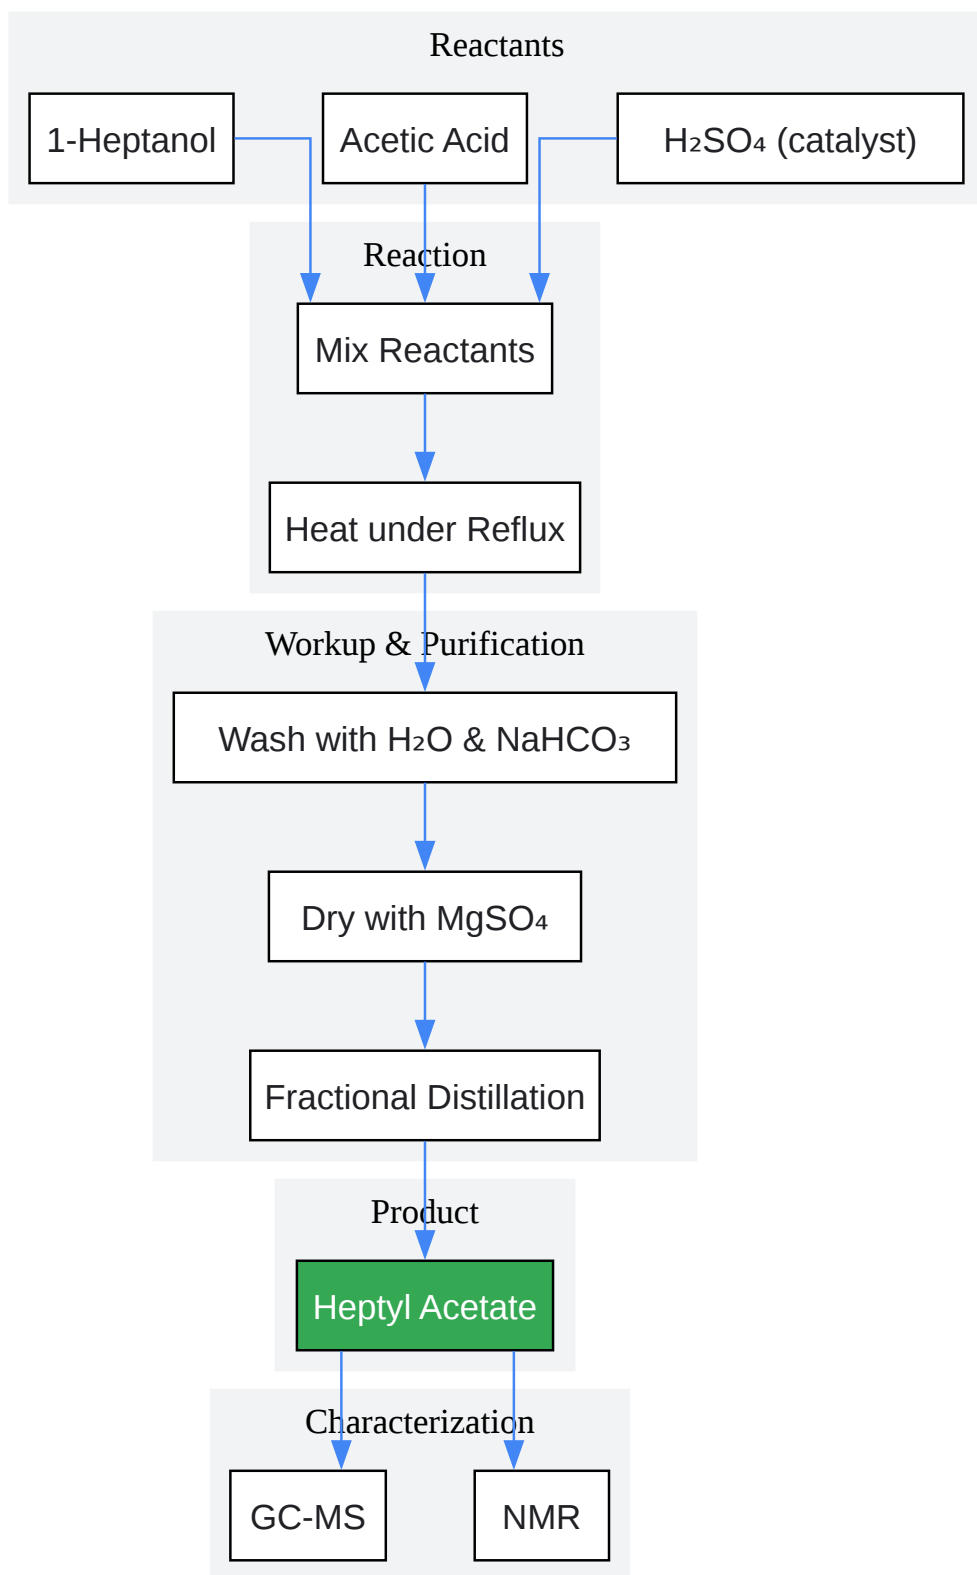 Reactants
1-Heptanol
Acetic Acid
H₂SO₄ (catalyst)
Reaction
Mix Reactants
Heat under Reflux
Workup & Purification
Wash with H₂O & NaHCO₃
Dry with MgSO₄
Fractional Distillation
Product
Heptyl Acetate
Characterization
GC-MS
NMR